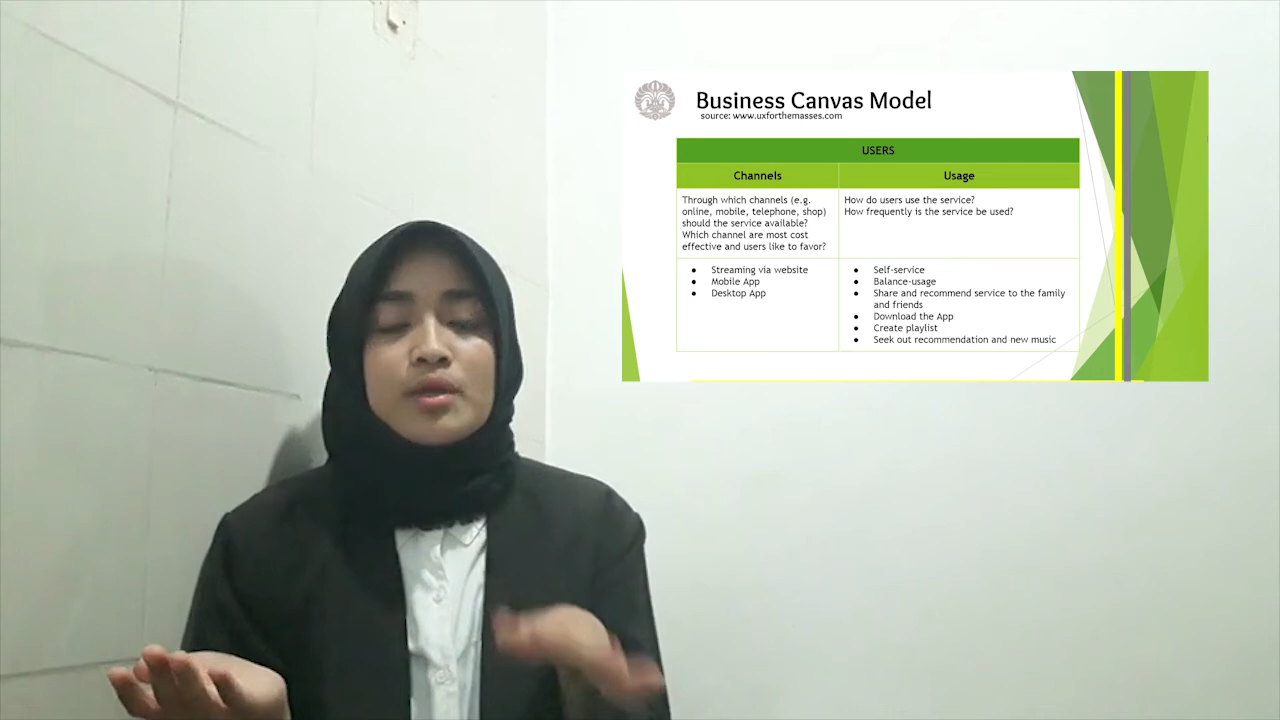 Business Canvas Model
source: www.uxforthemasses.com
USERS
Channels
Usage
Through which channels (e.g.
online, mobile, telephone, shop)
should the service available?
Which channel are most cost
effective and users like to favor?
How do users use the service?
How frequently is the service be used?
● Streaming via website
● Mobile App
● Desktop App
● Self-service
● Balance-usage
● Share and recommend service to the family
and friends
● Download the App
● Create playlist
● Seek out recommendation and new music